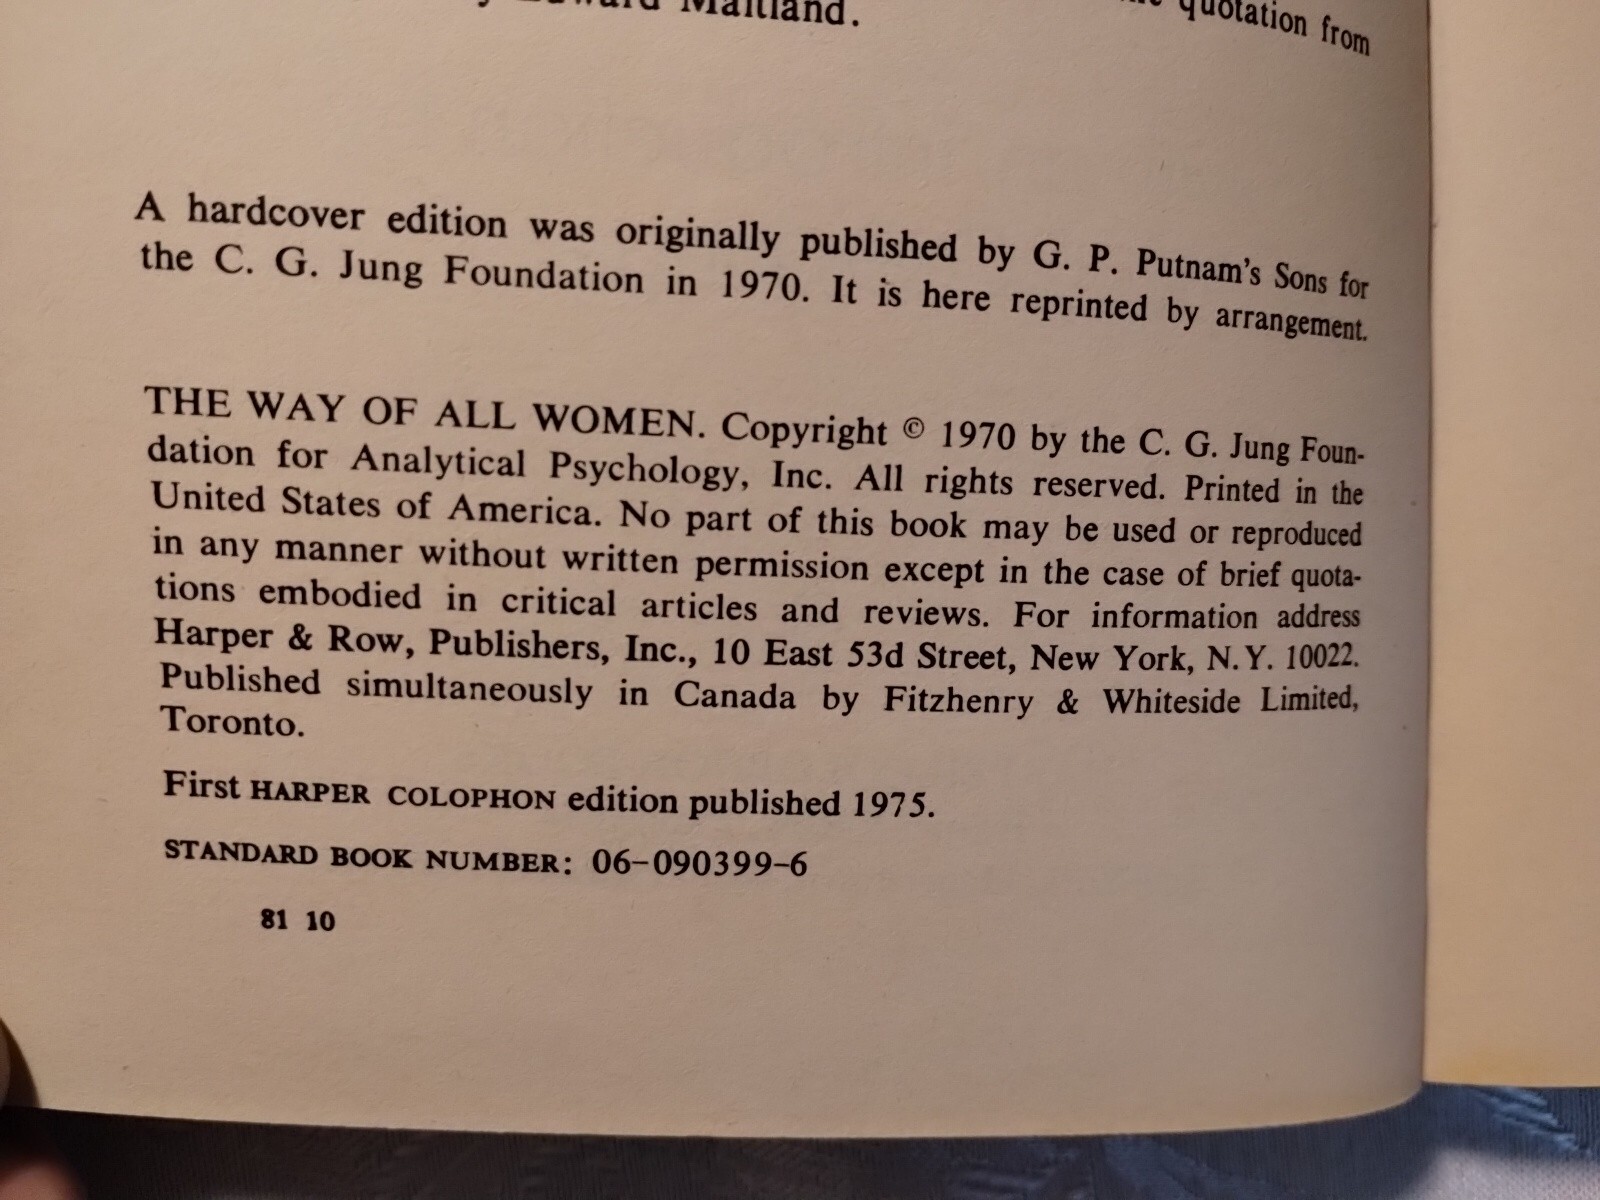 Edward Maitland. quotation from
A hardcover edition was originally published by G. P. Putnam's Sons for
the C. G. Jung Foundation in 1970. It is here reprinted by arrangement.
THE WAY OF ALL WOMEN. Copyright © 1970 by the C. G. Jung Foun-
dation for Analytical Psychology, Inc. All rights reserved. Printed in the
United States of America. No part of this book may be used or reproduced
in any manner without written permission except in the case of brief quota-
tions embodied in critical articles and reviews. For information address
Harper & Row, Publishers, Inc., 10 East 53d Street, New York, N.Y. 10022.
Published simultaneously in Canada by Fitzhenry & Whiteside Limited,
Toronto.
First HARPER COLOPHON edition published 1975.
STANDARD BOOK NUMBER: 06-090399-6
81 10